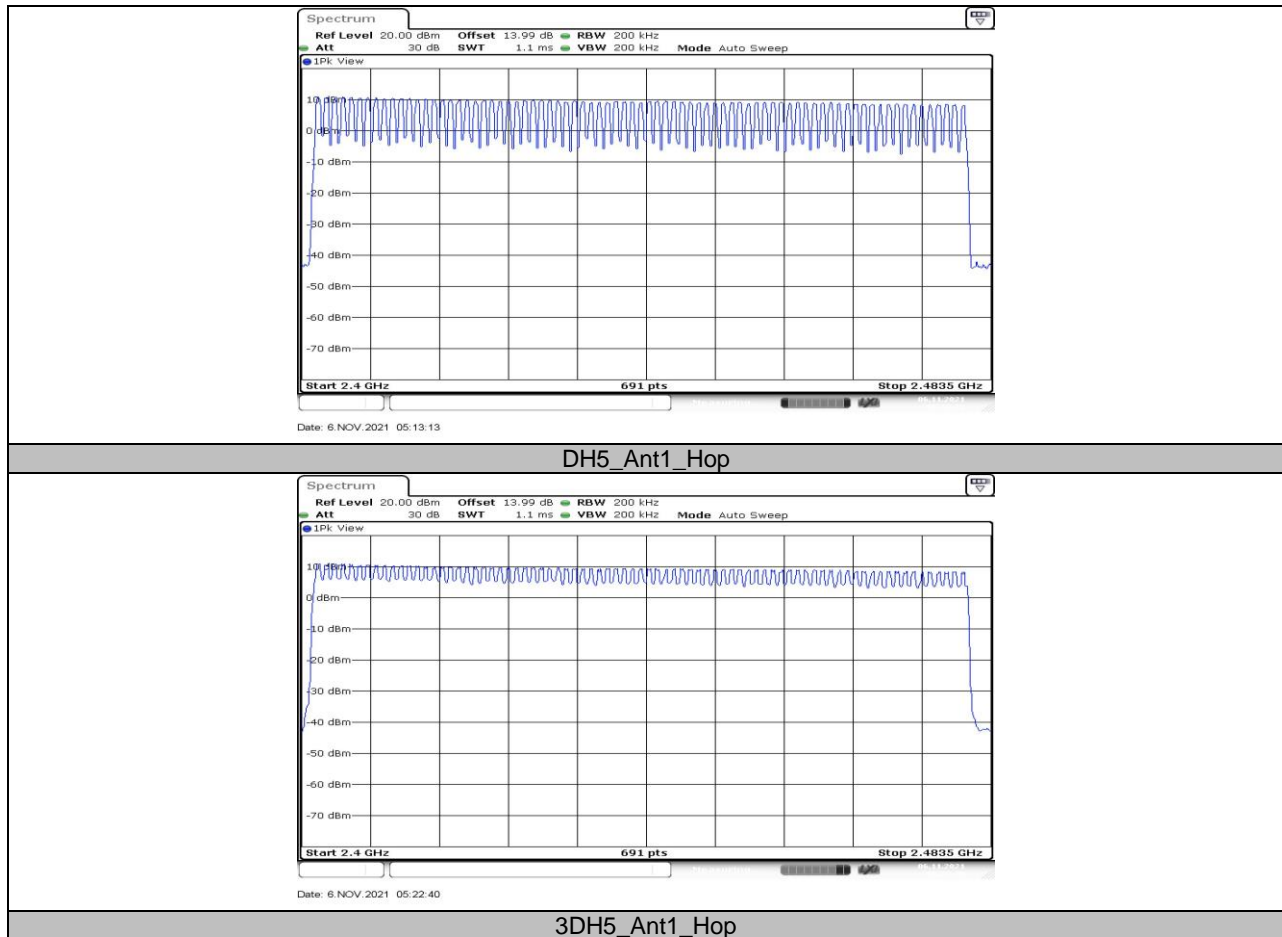 Spectrum
Ref Level 20.00 dBm Offset 13.99 dB RBW 200 kHz
Att 30 dB SWT 1.1 ms VBW 200 kHz Mode Auto Sweep
1Pk View
10 dBm
0 dBm
-10 dBm
-20 dBm
-30 dBm
-40 dBm
-50 dBm
-60 dBm
-70 dBm
Start 2.4 GHz 691 pts Stop 2.4835 GHz
Date: 6.NOV.2021 05:13:13
DH5_Ant1_Hop
Spectrum
Ref Level 20.00 dBm Offset 13.99 dB RBW 200 kHz
Att 30 dB SWT 1.1 ms VBW 200 kHz Mode Auto Sweep
1Pk View
10 dBm
0 dBm
-10 dBm
-20 dBm
-30 dBm
-40 dBm
-50 dBm
-60 dBm
-70 dBm
Start 2.4 GHz 691 pts Stop 2.4835 GHz
Date: 6.NOV.2021 05:22:40
3DH5_Ant1_Hop